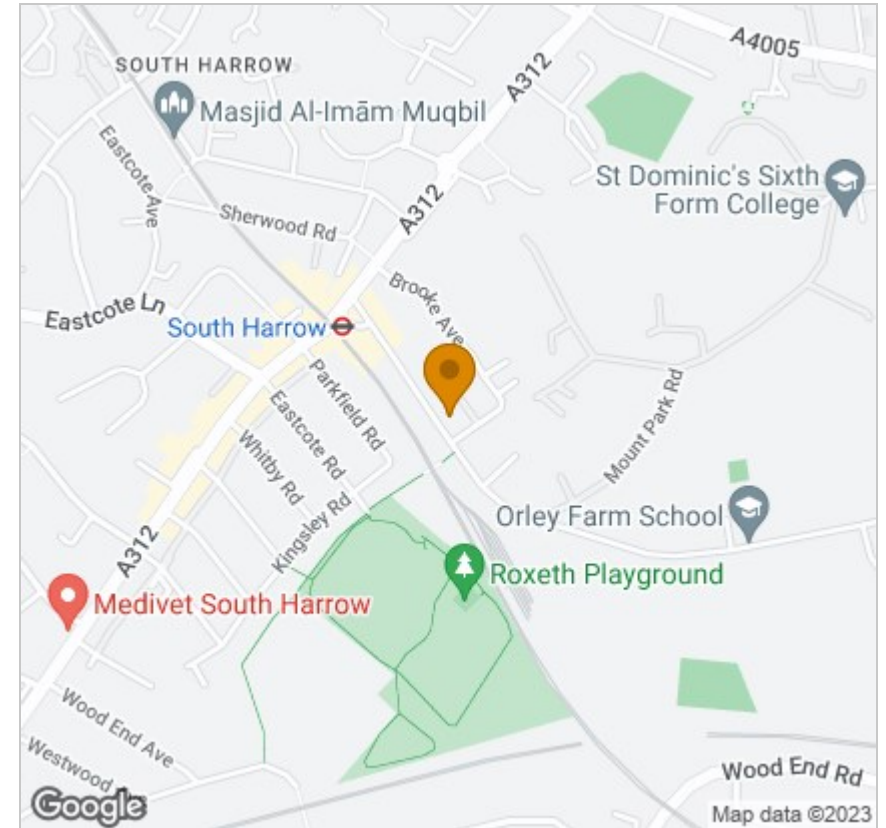 A4005
SOUTH HARROW
A312
Masjid Al-Imām Muqbil
Eastcote Ave
St Dominic's Sixth
Form College
A312
Sherwood Rd
Brooke Ave
Eastcote Ln
South Harrow
Parkfield Rd
Mount Park Rd
Eastcote Rd
Whitby Rd
Kingsley Rd
Orley Farm School
A312
Roxeth Playground
Medivet South Harrow
Wood End Ave
Westwood
Wood End Rd
Google
Map data ©2023